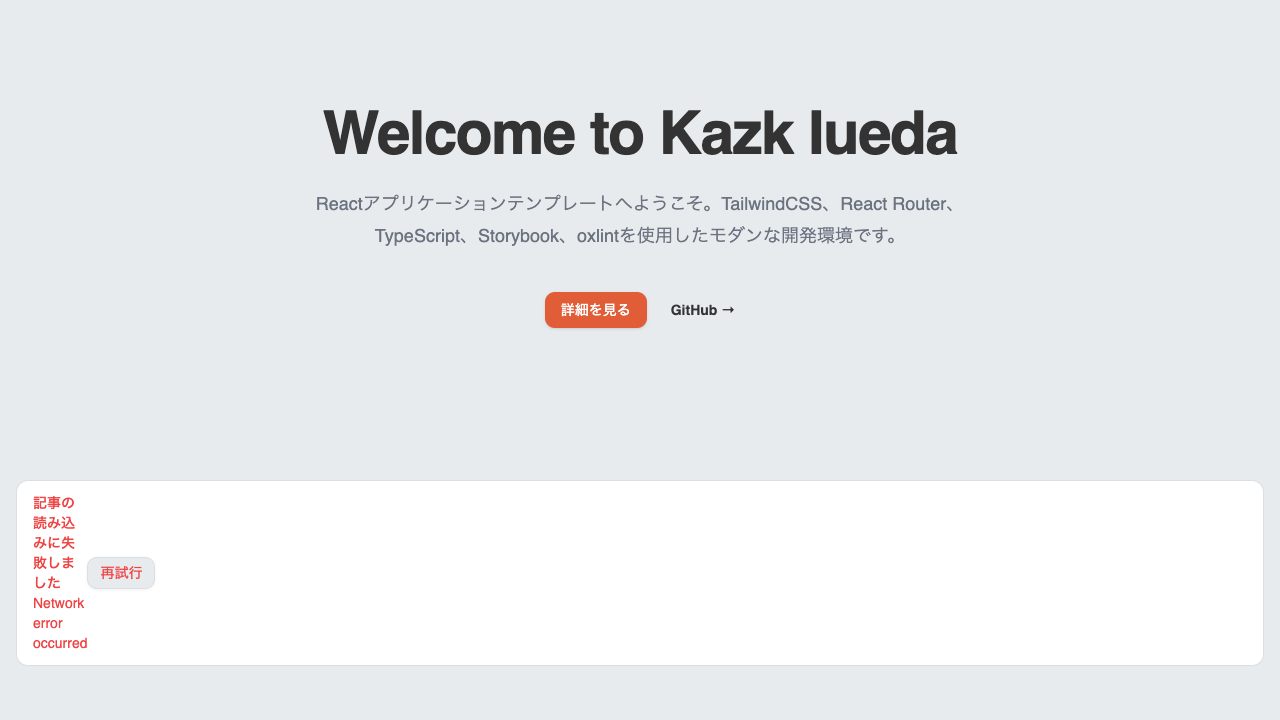 Welcome to Kazk Iueda
Reactアプリケーションテンプレートへようこそ。TailwindCSS、React Router、
TypeScript、Storybook、oxlintを使用したモダンな開発環境です。
詳細を見る
GitHub →
記事の
読み込
みに失
敗しま
した
Network
error
occurred
再試行